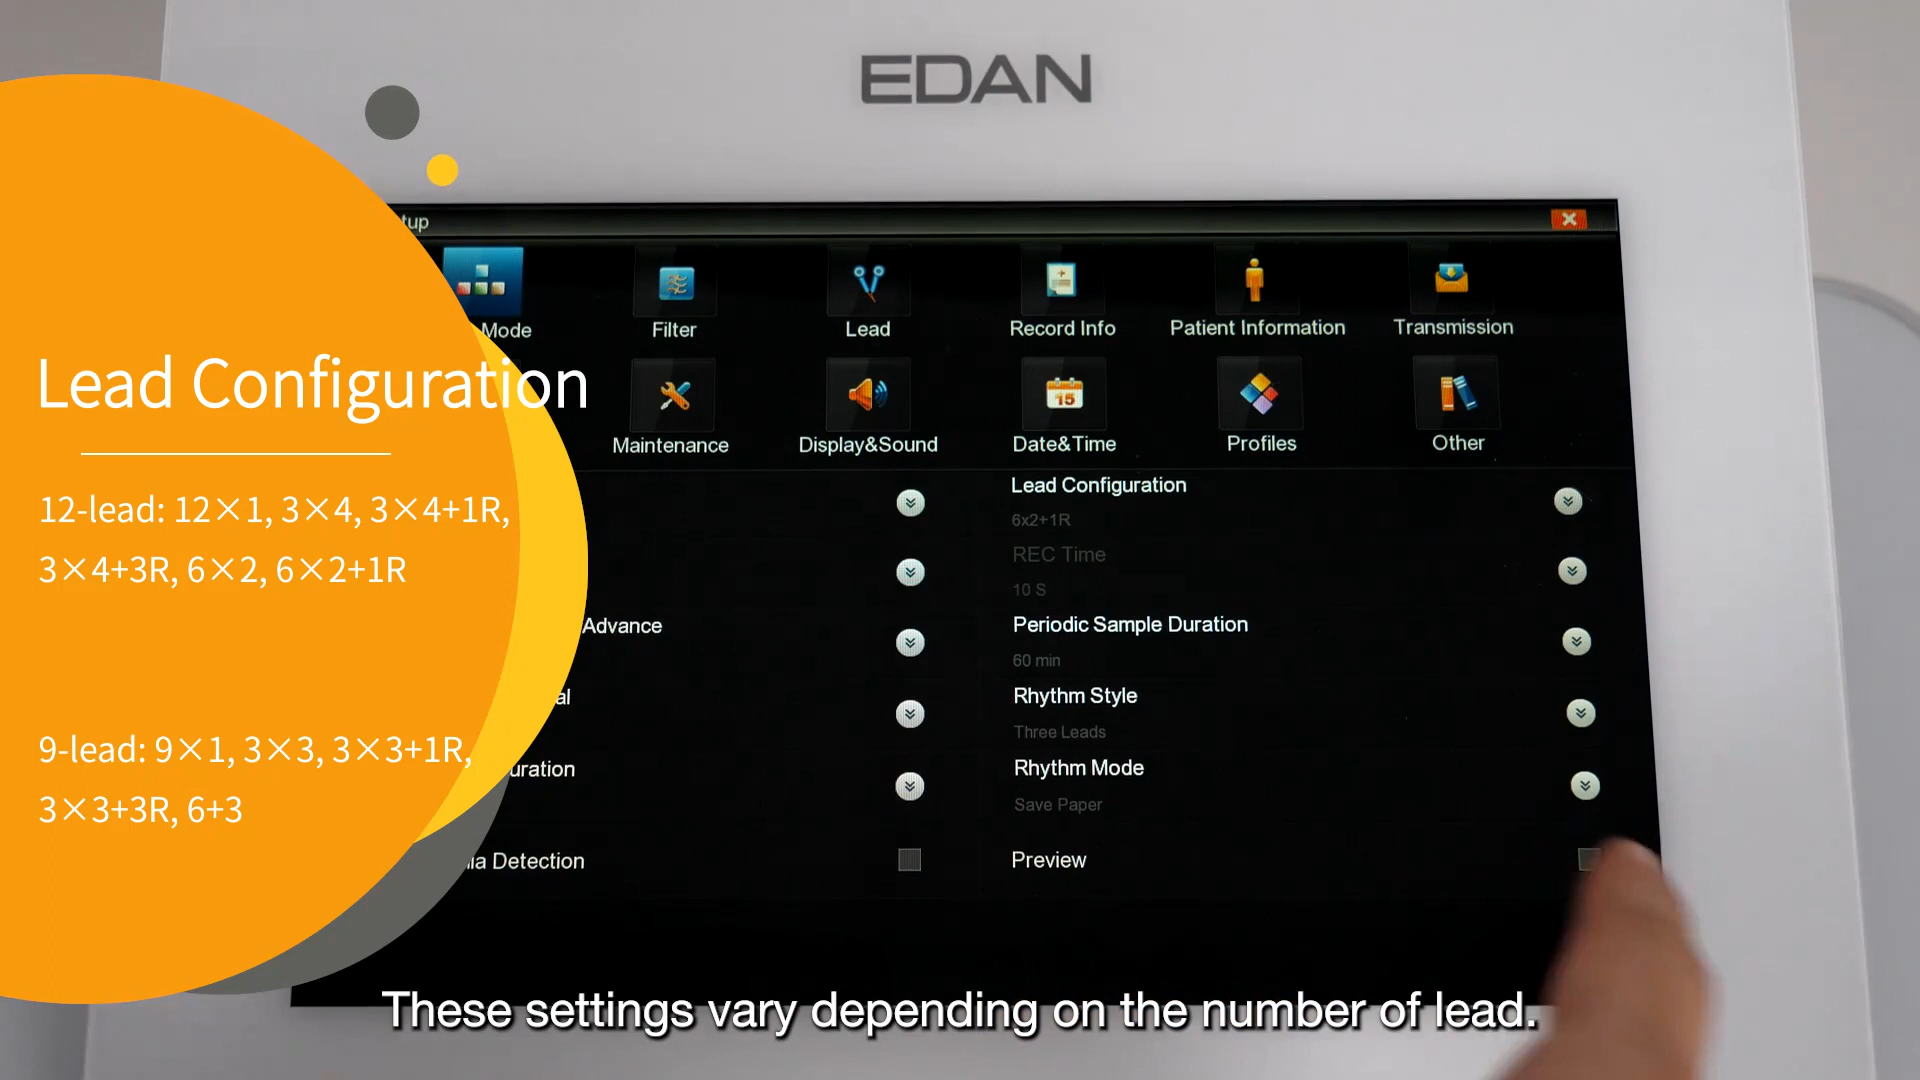 EDAN
tup
Mode
Filter
Lead
Record Info
Patient Information
Transmission
Maintenance
Display&Sound
15
Date&Time
Profiles
Other
Lead Configuration
12-lead: 12×1, 3×4, 3×4+1R,
3×4+3R, 6×2, 6×2+1R
9-lead: 9×1, 3×3, 3×3+1R,
3×3+3R, 6+3
Advance
al
uration
ia Detection
Lead Configuration
6x2+1R
REC Time
10 S
Periodic Sample Duration
60 min
Rhythm Style
Three Leads
Rhythm Mode
Save Paper
Preview
These settings vary depending on the number of lead.